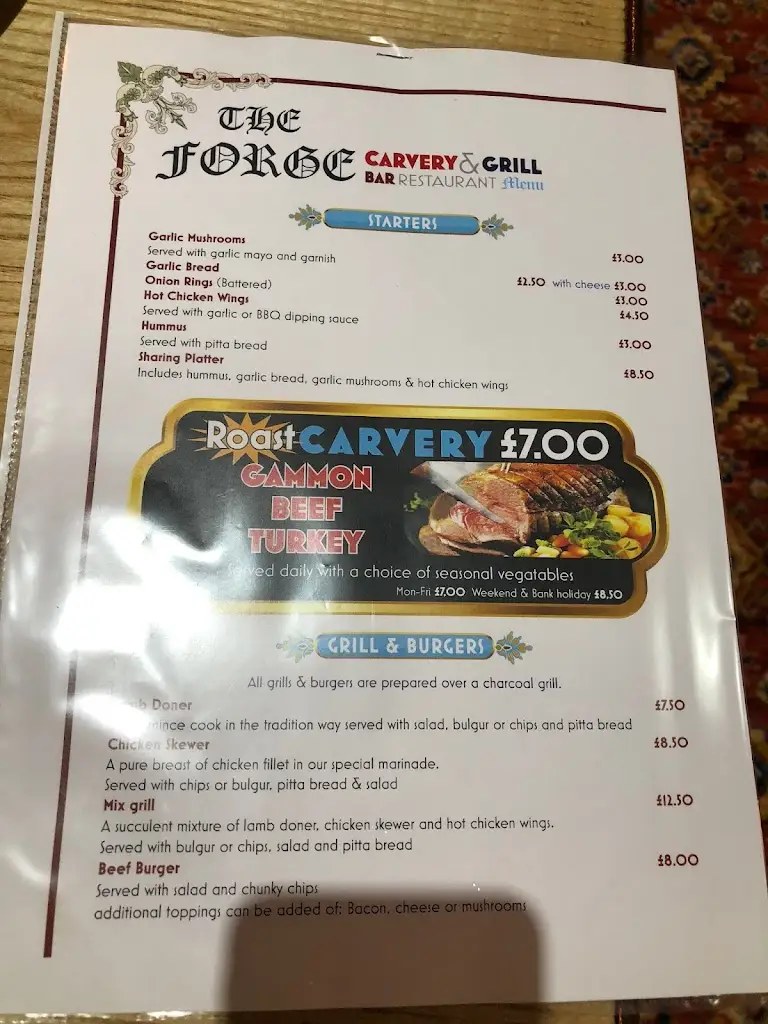 THE
FORGE CARVERY & GRILL
BAR RESTAURANT Menu
STARTERS
Garlic Mushrooms
Served with garlic mayo and garnish £3.00
Garlic Bread £2.50 with cheese £3.00
Onion Rings (Battered) £3.00
Hot Chicken Wings £4.50
Served with garlic or BBQ dipping sauce
Hummus £3.00
Served with pitta bread
Sharing Platter £8.50
Includes hummus, garlic bread, garlic mushrooms & hot chicken wings
Roast CARVERY £7.00
GAMMON
BEEF
TURKEY
Served daily with a choice of seasonal vegatables
Mon-Fri £7.00 Weekend & Bank holiday £8.50
GRILL & BURGERS
All grills & burgers are prepared over a charcoal grill.
Doner £7.50
mince cook in the tradition way served with salad, bulgur or chips and pitta bread
Chicken Skewer £8.50
A pure breast of chicken fillet in our special marinade.
Served with chips or bulgur, pitta bread & salad
Mix grill £12.50
A succulent mixture of lamb doner, chicken skewer and hot chicken wings.
Served with bulgur or chips, salad and pitta bread
Beef Burger £8.00
Served with salad and chunky chips
additional toppings can be added of: Bacon, cheese or mushrooms